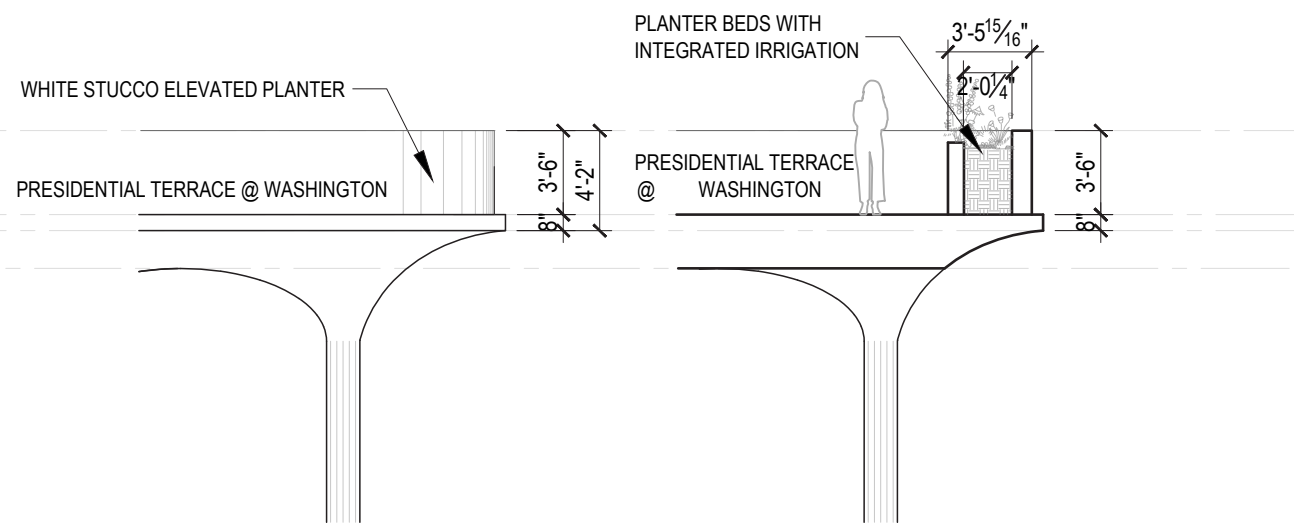 WHITE STUCCO ELEVATED PLANTER
PRESIDENTIAL TERRACE @ WASHINGTON
3'-6"
4'-2"
8"
PLANTER BEDS WITH
INTEGRATED IRRIGATION
3'-5 15/16"
2'-0 1/4"
PRESIDENTIAL TERRACE
@ WASHINGTON
3'-6"
8"